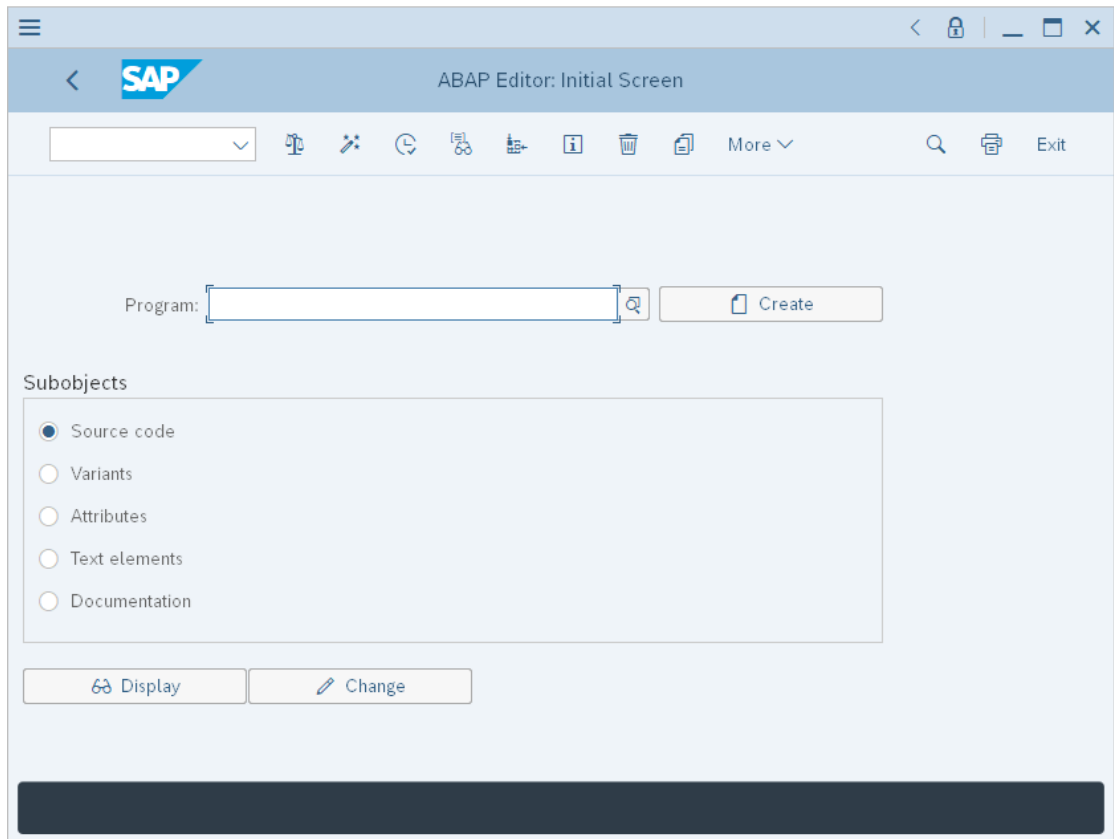 SAP
ABAP Editor: Initial Screen
More
Exit
Program:
Create
Subobjects
Source code
Variants
Attributes
Text elements
Documentation
Display
Change